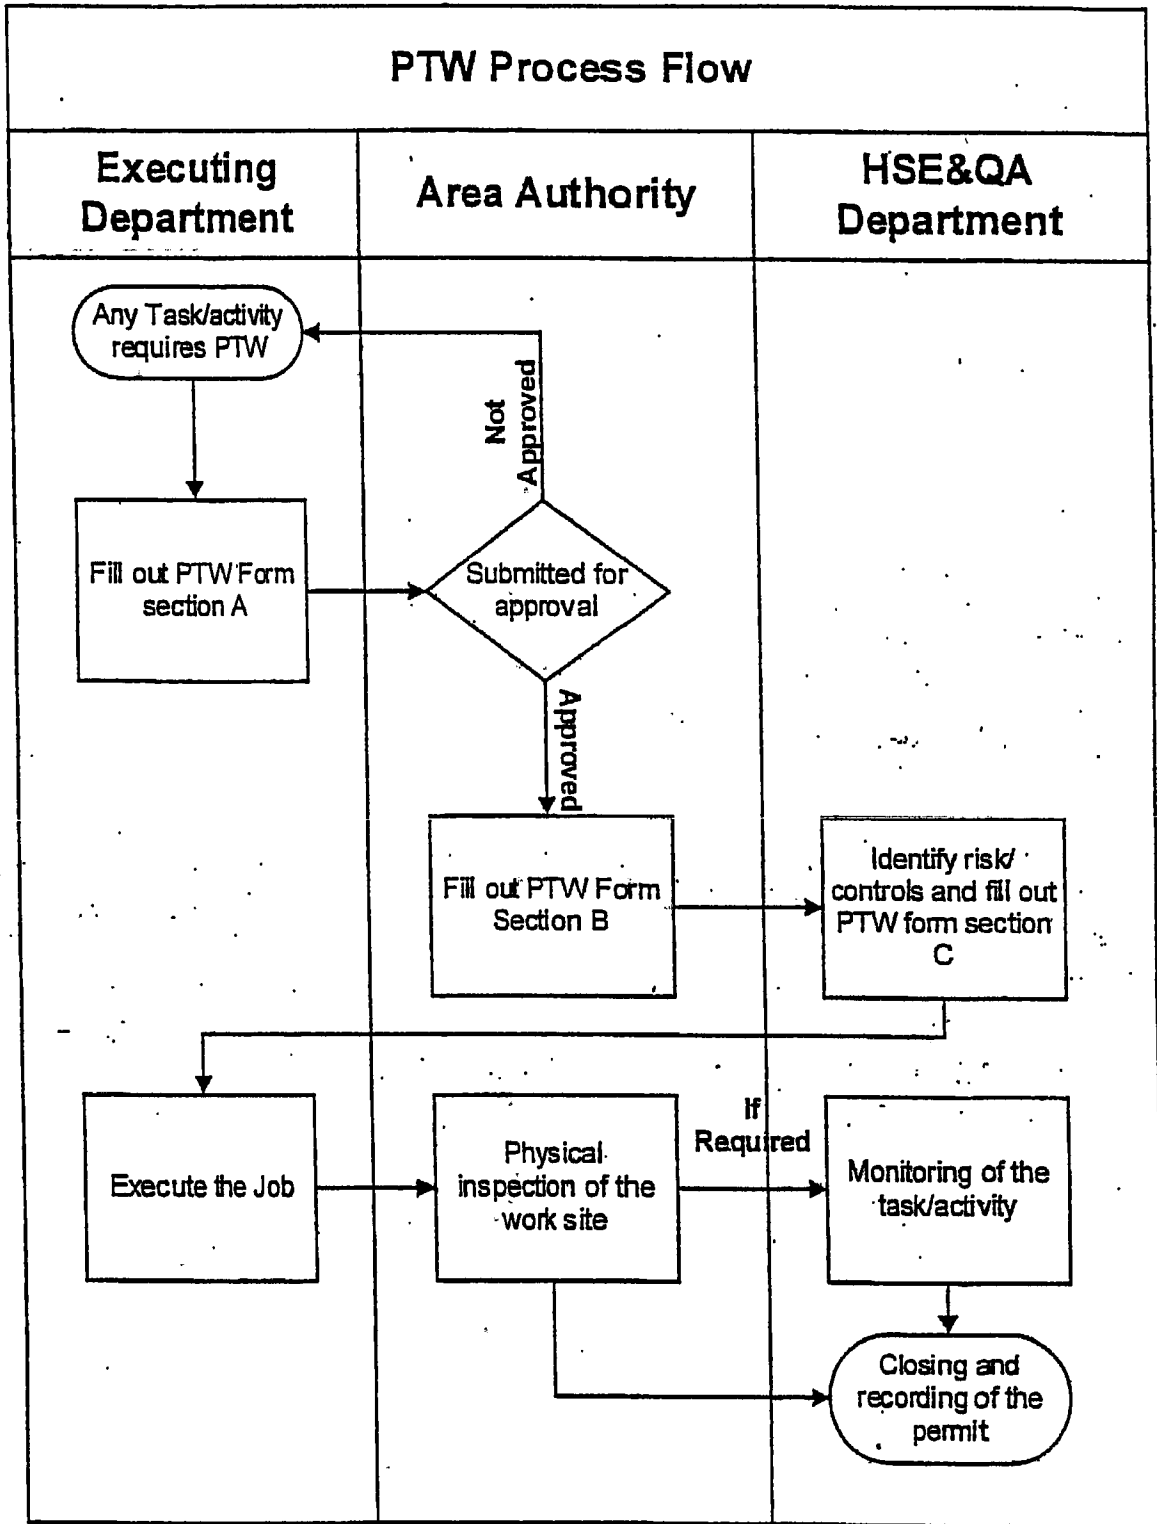 PTW Process Flow
Executing
Department
Area Authority
HSE&QA
Department
Any Task/activity
requires PTW
Not
Approved
Fill out PTW Form
section A
Submitted for
approval
Approved
Fill out PTW Form
Section B
Identify risk/
controls and fill out
PTW form section
C
Execute the Job
Physical
inspection of the
work site
If
Required
Monitoring of the
task/activity
Closing and
recording of the
permit